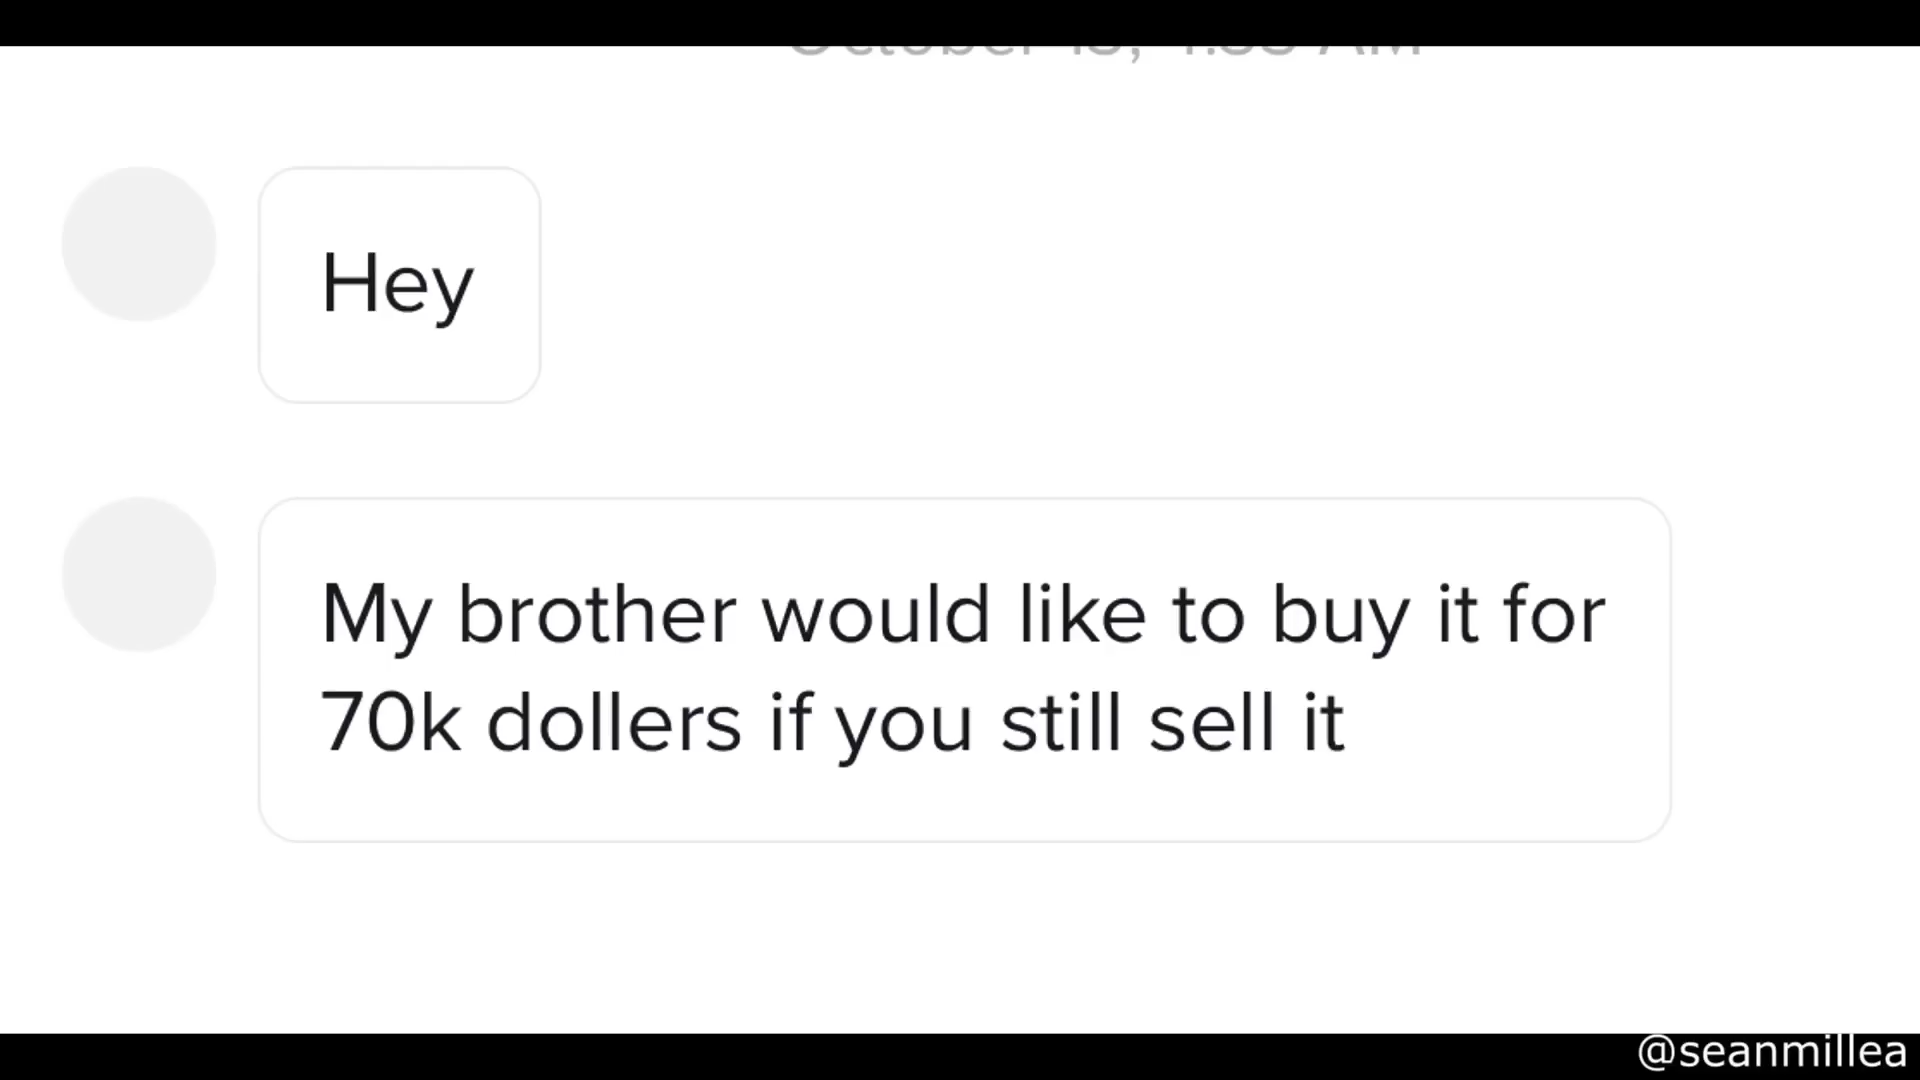 Hey
My brother would like to buy it for
70k dollers if you still sell it
@seanmillea